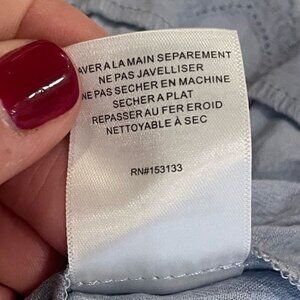 AVER A LA MAIN SEPAREMENT
NE PAS JAVELLISER
NE PAS SECHER EN MACHINE
SECHER A PLAT
REPASSER AU FER EROID
NETTOYABLE À SEC
RN#153133